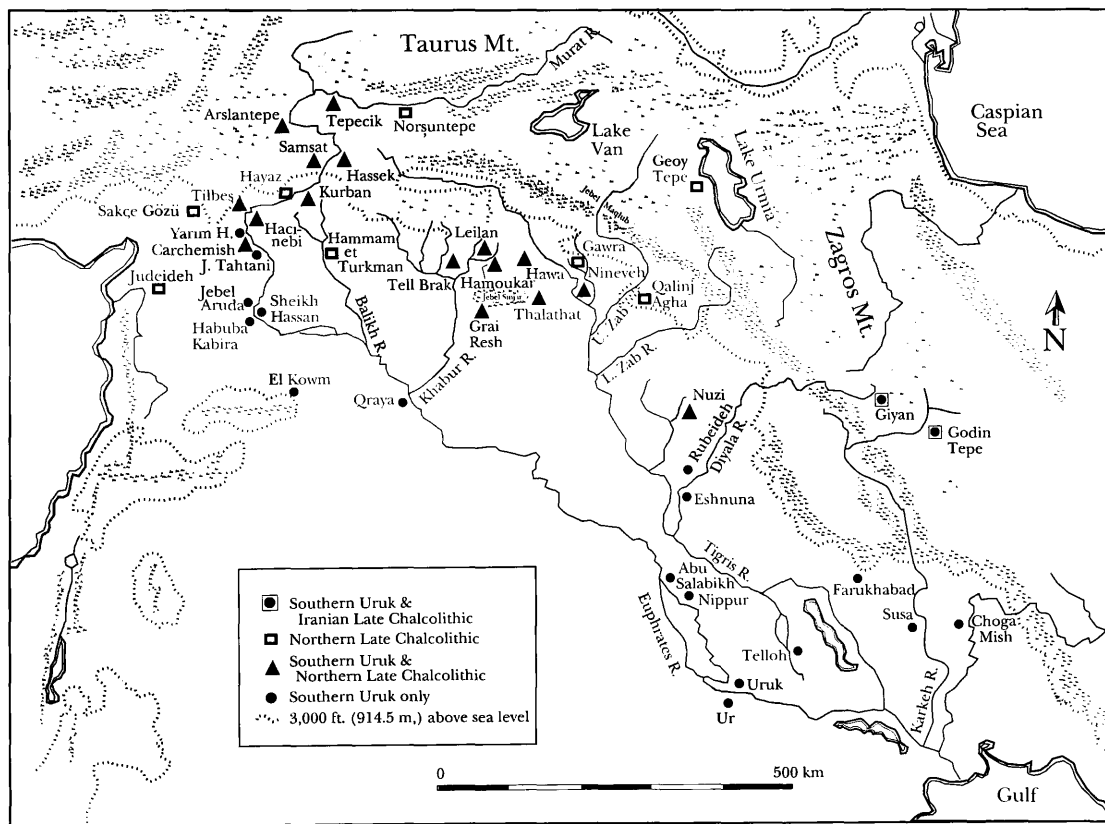 Taurus Mt.
Murat R.
Caspian
Sea
Arslantepe
Tepecik
Norşuntepe
Lake
Van
Lake Urmia
Samsat
Hassek
Geoy
Tepe
Hayaz
Kurban
Tilbeş
Sakçe Gözü
Jebel Maqlub
Zagros Mt.
Yarım H.
Hacı-
nebi
Carchemish
J. Tahtani
Hammam
et
Turkman
Leilan
Gawra
Hawa
Nineveh
Tell Brak
Hamoukar
Judeideh
Jebel Sinjar
Thalathat
Qalinj
Agha
Jebel
Aruda
Sheikh
Hassan
Habuba
Kabira
Balikh R.
Grai
Resh
U. Zab
N
Khabur R.
L. Zab R.
El Kowm
Qraya
Nuzi
Giyan
Rubeideh
Diyala R.
Godin
Tepe
Eshnuna
Tigris R.
Abu
Salabikh
Nippur
Farukhabad
Susa
Choga
Mish
Euphrates R.
Telloh
Uruk
Ur
Karkeh R.
Gulf
Southern Uruk &
Iranian Late Chalcolithic
Northern Late Chalcolithic
Southern Uruk &
Northern Late Chalcolithic
Southern Uruk only
3,000 ft. (914.5 m,) above sea level
0
500 km